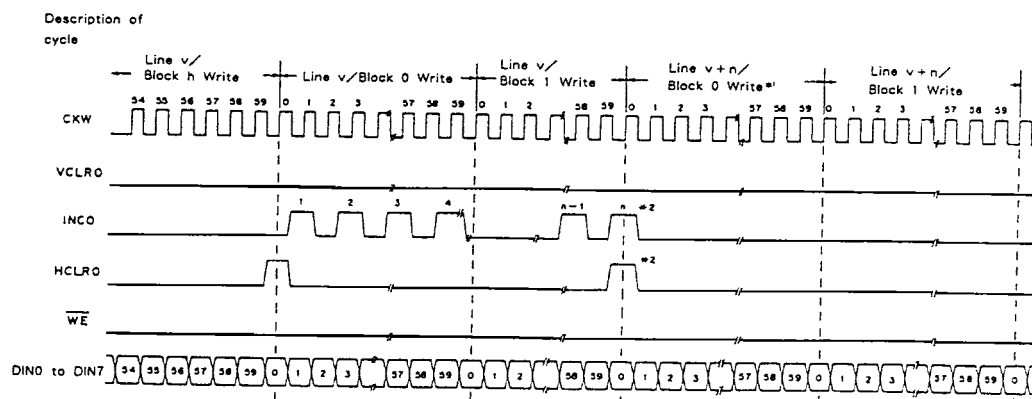 Description of
cycle
Line v/
Block h Write
Line v/Block 0 Write
Line v/
Block 1 Write
Line v+n/
Block 0 Write*1
Line v+n/
Block 1 Write
54 55 56 57 58 59 0 1 2 3 57 58 59 0 1 2 58 59 0 1 2 3 57 58 59 0 1 2 3 57 58 59 0
CKW
VCLR0
INC0
1 2 3 4 n-1 n *2
HCLR0
*2
WE
DIN0 to DIN7
54 55 56 57 58 59 0 1 2 3 57 58 59 0 1 2 58 59 0 1 2 3 57 58 59 0 1 2 3 57 58 59 0